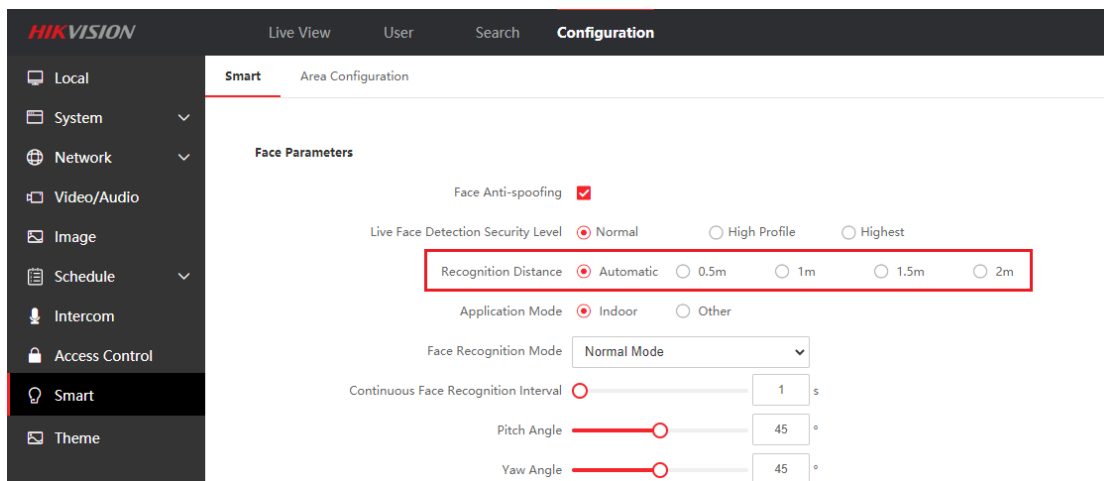 HIKVISION Live View User Search Configuration
Local
System
Network
Video/Audio
Image
Schedule
Intercom
Access Control
Smart
Theme
Smart Area Configuration
Face Parameters
Face Anti-spoofing
Live Face Detection Security Level Normal High Profile Highest
Recognition Distance Automatic 0.5m 1m 1.5m 2m
Application Mode Indoor Other
Face Recognition Mode Normal Mode
Continuous Face Recognition Interval 1 s
Pitch Angle 45 °
Yaw Angle 45 °